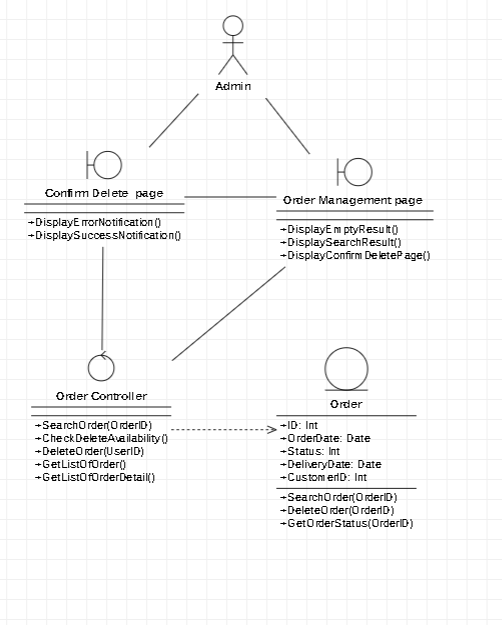 Admin
Confirm Delete page
+DisplayErrorNotification()
+DisplaySuccessNotification()
Order Management page
+DisplayEmptyResult()
+DisplaySearchResult()
+DisplayConfirmDeletePage()
Order Controller
+SearchOrder(OrderID)
+CheckDeleteAvailability()
+DeleteOrder(UserID)
+GetListOfOrder()
+GetListOfOrderDetail()
Order
+ID: Int
+OrderDate: Date
+Status: Int
+DeliveryDate: Date
+CustomerID: Int
+SearchOrder(OrderID)
+DeleteOrder(OrderID)
+GetOrderStatus(OrderID)